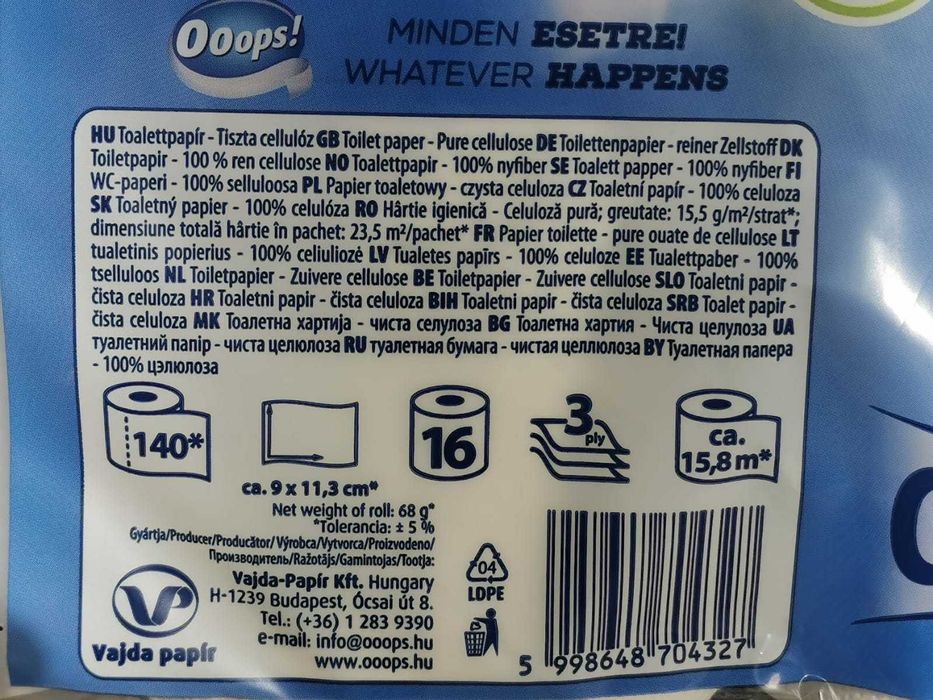 Ooops!
MINDEN ESETRE!
WHATEVER HAPPENS
HU Toalettpapír - Tiszta cellulóz GB Toilet paper - Pure cellulose DE Toilettenpapier - reiner Zellstoff DK
Toiletpapir - 100 % ren cellulose NO Toalettpapir - 100% nyfiber SE Toalett papper - 100% nyfiber FI
WC-paperi - 100% selluloosa PL Papier toaletowy - czysta celuloza CZ Toaletní papír - 100% celuloza
SK Toaletný papier - 100% celulóza RO Hârtie igienică - Celuloză pură; greutate: 15,5 g/m²/strat*;
dimensiune totală hârtie în pachet: 23,5 m²/pachet* FR Papier toilette - pure ouate de cellulose LT
tualetinis popierius - 100% celiuliozė LV Tualetes papīrs - 100% celuloze EE Tualettpaber - 100%
tselluloos NL Toiletpapier - Zuivere cellulose BE Toiletpapier - Zuivere cellulose SLO Toaletni papir -
čista celuloza HR Toaletni papir - čista celuloza BIH Toaletni papir - čista celuloza SRB Toalet papir -
čista celuloza MK Тоалетна хартија - чиста селулоза BG Тоалетна хартия - Чиста целулоза UA
туалетний папір - чиста целюлоза RU туалетная бумага - чистая целлюлоза BY Туалетная папера
- 100% цэлюлоза
140*
16
3
ply
ca.
15,8 m*
ca. 9 x 11,3 cm*
Net weight of roll: 68 g*
*Tolerancia: ± 5 %
Gyártja/Producer/Producător/Výrobca/Vytvorca/Proizvodeno/
Производитель/Ražotājs/Gamintojas/Tootja:
Vajda-Papír Kft. Hungary
H-1239 Budapest, Ócsai út 8.
Tel.: (+36) 1 283 9390
e-mail: info@ooops.hu
www.ooops.hu
VP
Vajda papír
04
LDPE
5 998648 704327